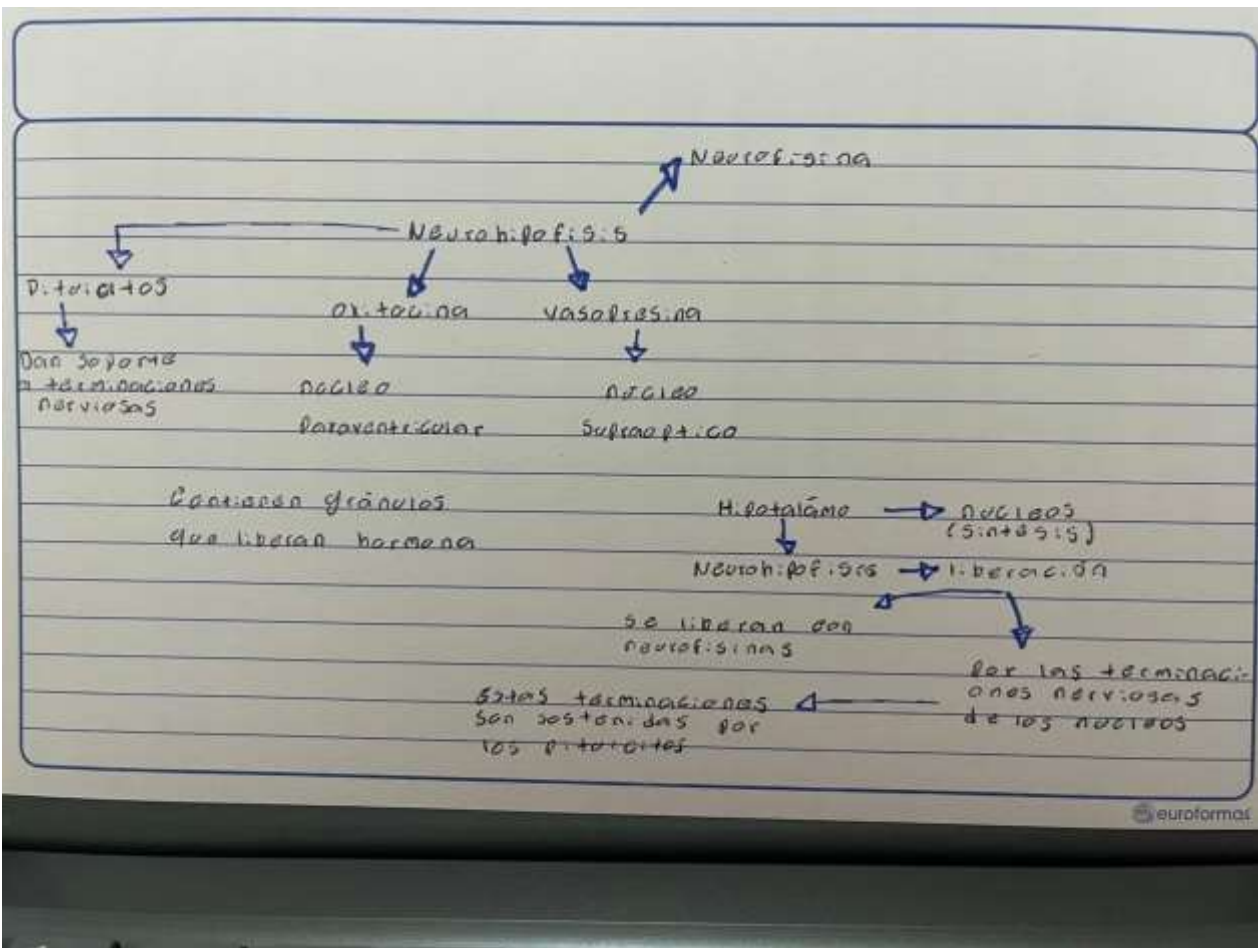 Neurofisina
Neurohipofisis
Pituicitos
Oxitocina
Vasopresina
Dan soporte
a terminaciones
nerviosas
nucleo
Paraventricular
nucleo
Supraoptico
Contienen gránulos
que liberan hormona
Hipotalámo
nucleos
(sintesis)
Neurohipofisis
liberación
se liberan con
neurofisinas
Por las terminaci-
ones nerviosas
de los nucleos
Estas terminaciones
son sostenidas por
los pituicitos
euroformas